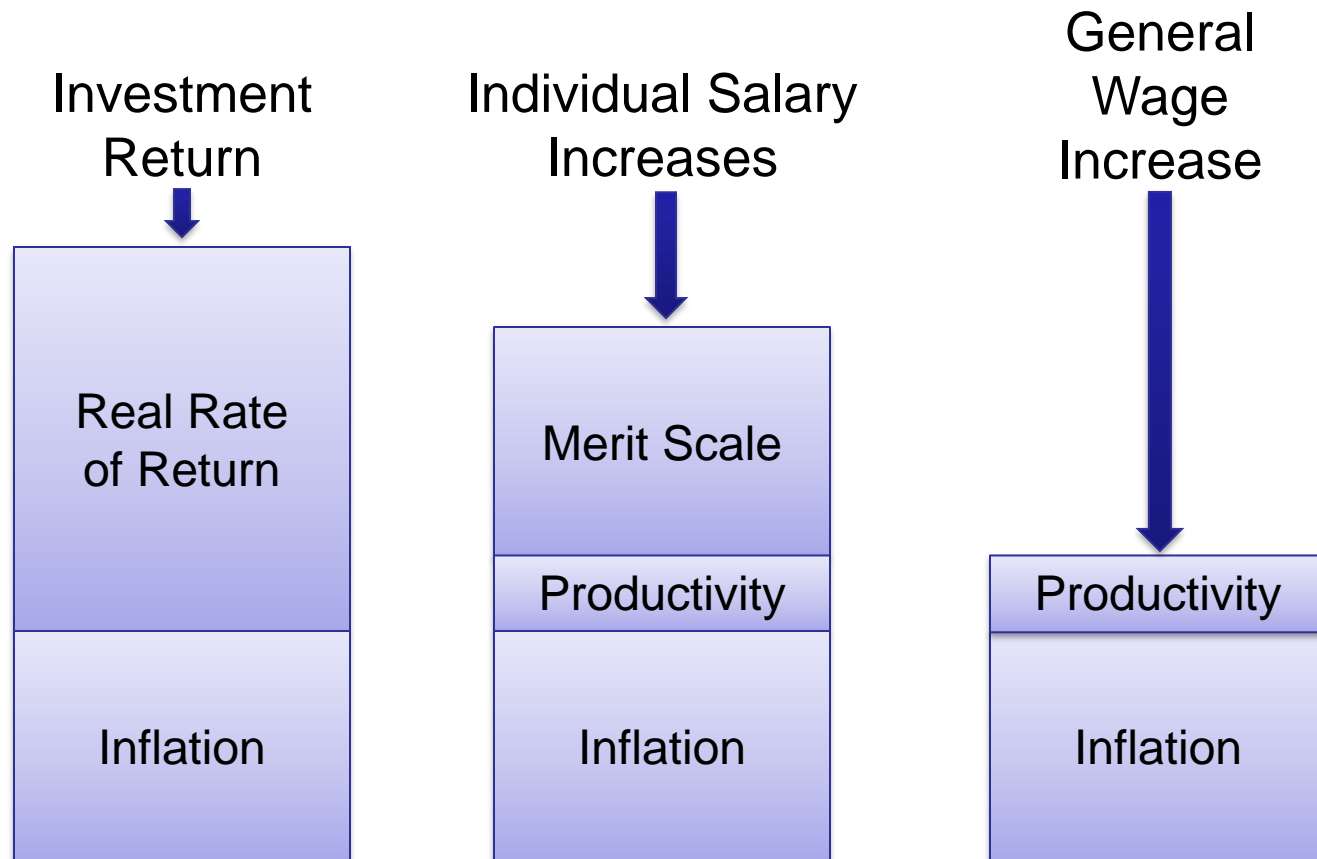 Investment
Return
Individual Salary
Increases
General
Wage
Increase
Real Rate
of Return
Inflation
Merit Scale
Productivity
Inflation
Productivity
Inflation